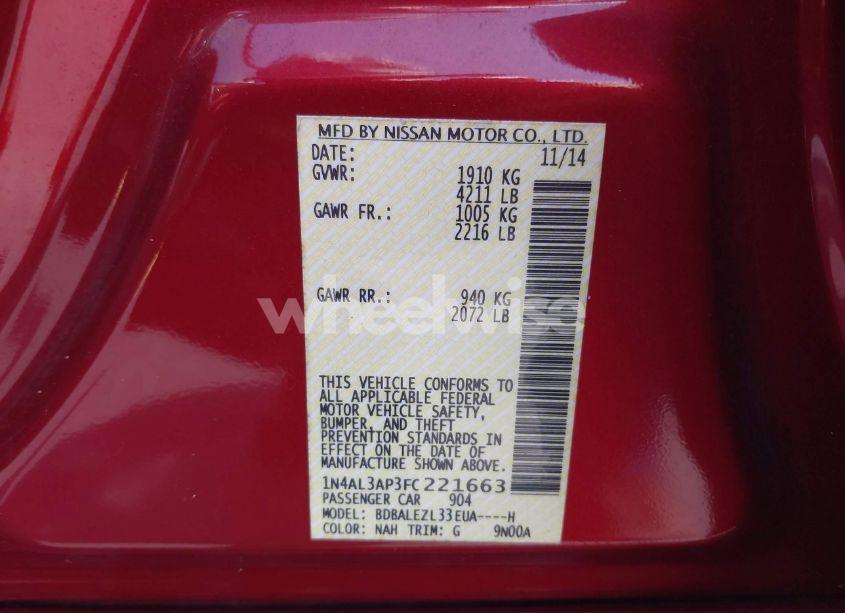 MFD BY NISSAN MOTOR CO., LTD.
DATE: 11/14
GVWR: 1910 KG
4211 LB
GAWR FR.: 1005 KG
2216 LB
GAWR RR.: 940 KG
2072 LB
wheelwise
THIS VEHICLE CONFORMS TO
ALL APPLICABLE FEDERAL
MOTOR VEHICLE SAFETY,
BUMPER, AND THEFT
PREVENTION STANDARDS IN
EFFECT ON THE DATE OF
MANUFACTURE SHOWN ABOVE.
1N4AL3AP3FC221663
PASSENGER CAR 904
MODEL: BDBALEZL33EUA----H
COLOR: NAH TRIM: G 9N00A